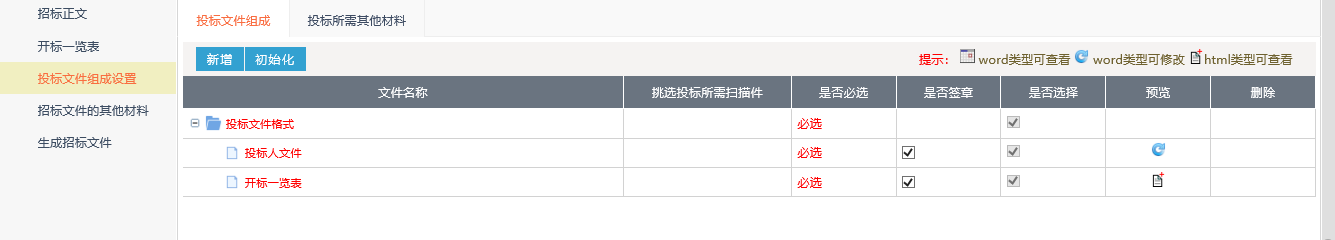 招标正文
开标一览表
投标文件组成设置
招标文件的其他材料
生成招标文件
投标文件组成 投标所需其他材料
新增 初始化 提示： word类型可查看 word类型可修改 html类型可查看
文件名称 挑选投标所需扫描件 是否必选 是否签章 是否选择 预览 删除
投标文件格式 必选
投标人文件 必选
开标一览表 必选